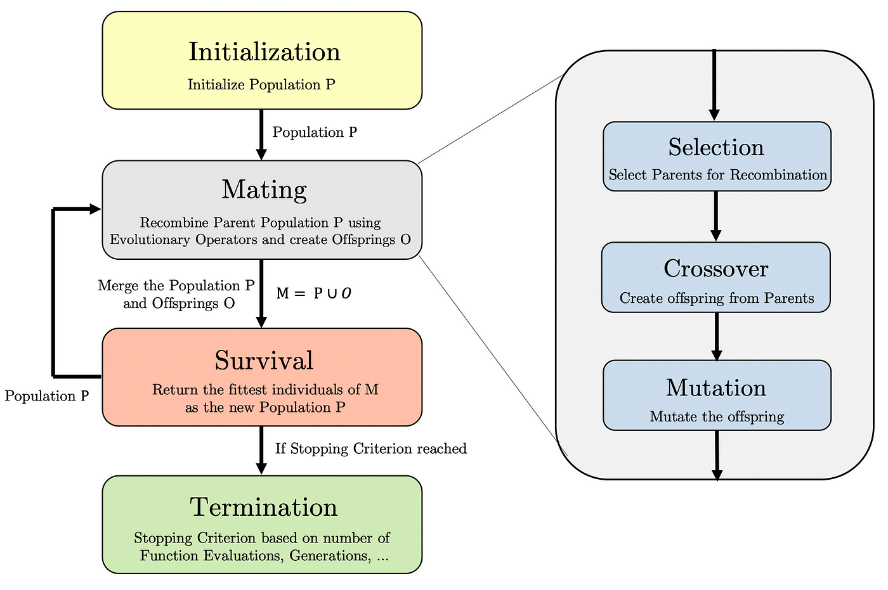 Initialization
Initialize Population P
Population P
Mating
Recombine Parent Population P using
Evolutionary Operators and create Offsprings O
Merge the Population P
and Offsprings O
M = P ∪ O
Survival
Return the fittest individuals of M
as the new Population P
Population P
If Stopping Criterion reached
Termination
Stopping Criterion based on number of
Function Evaluations, Generations, ...
Selection
Select Parents for Recombination
Crossover
Create offspring from Parents
Mutation
Mutate the offspring